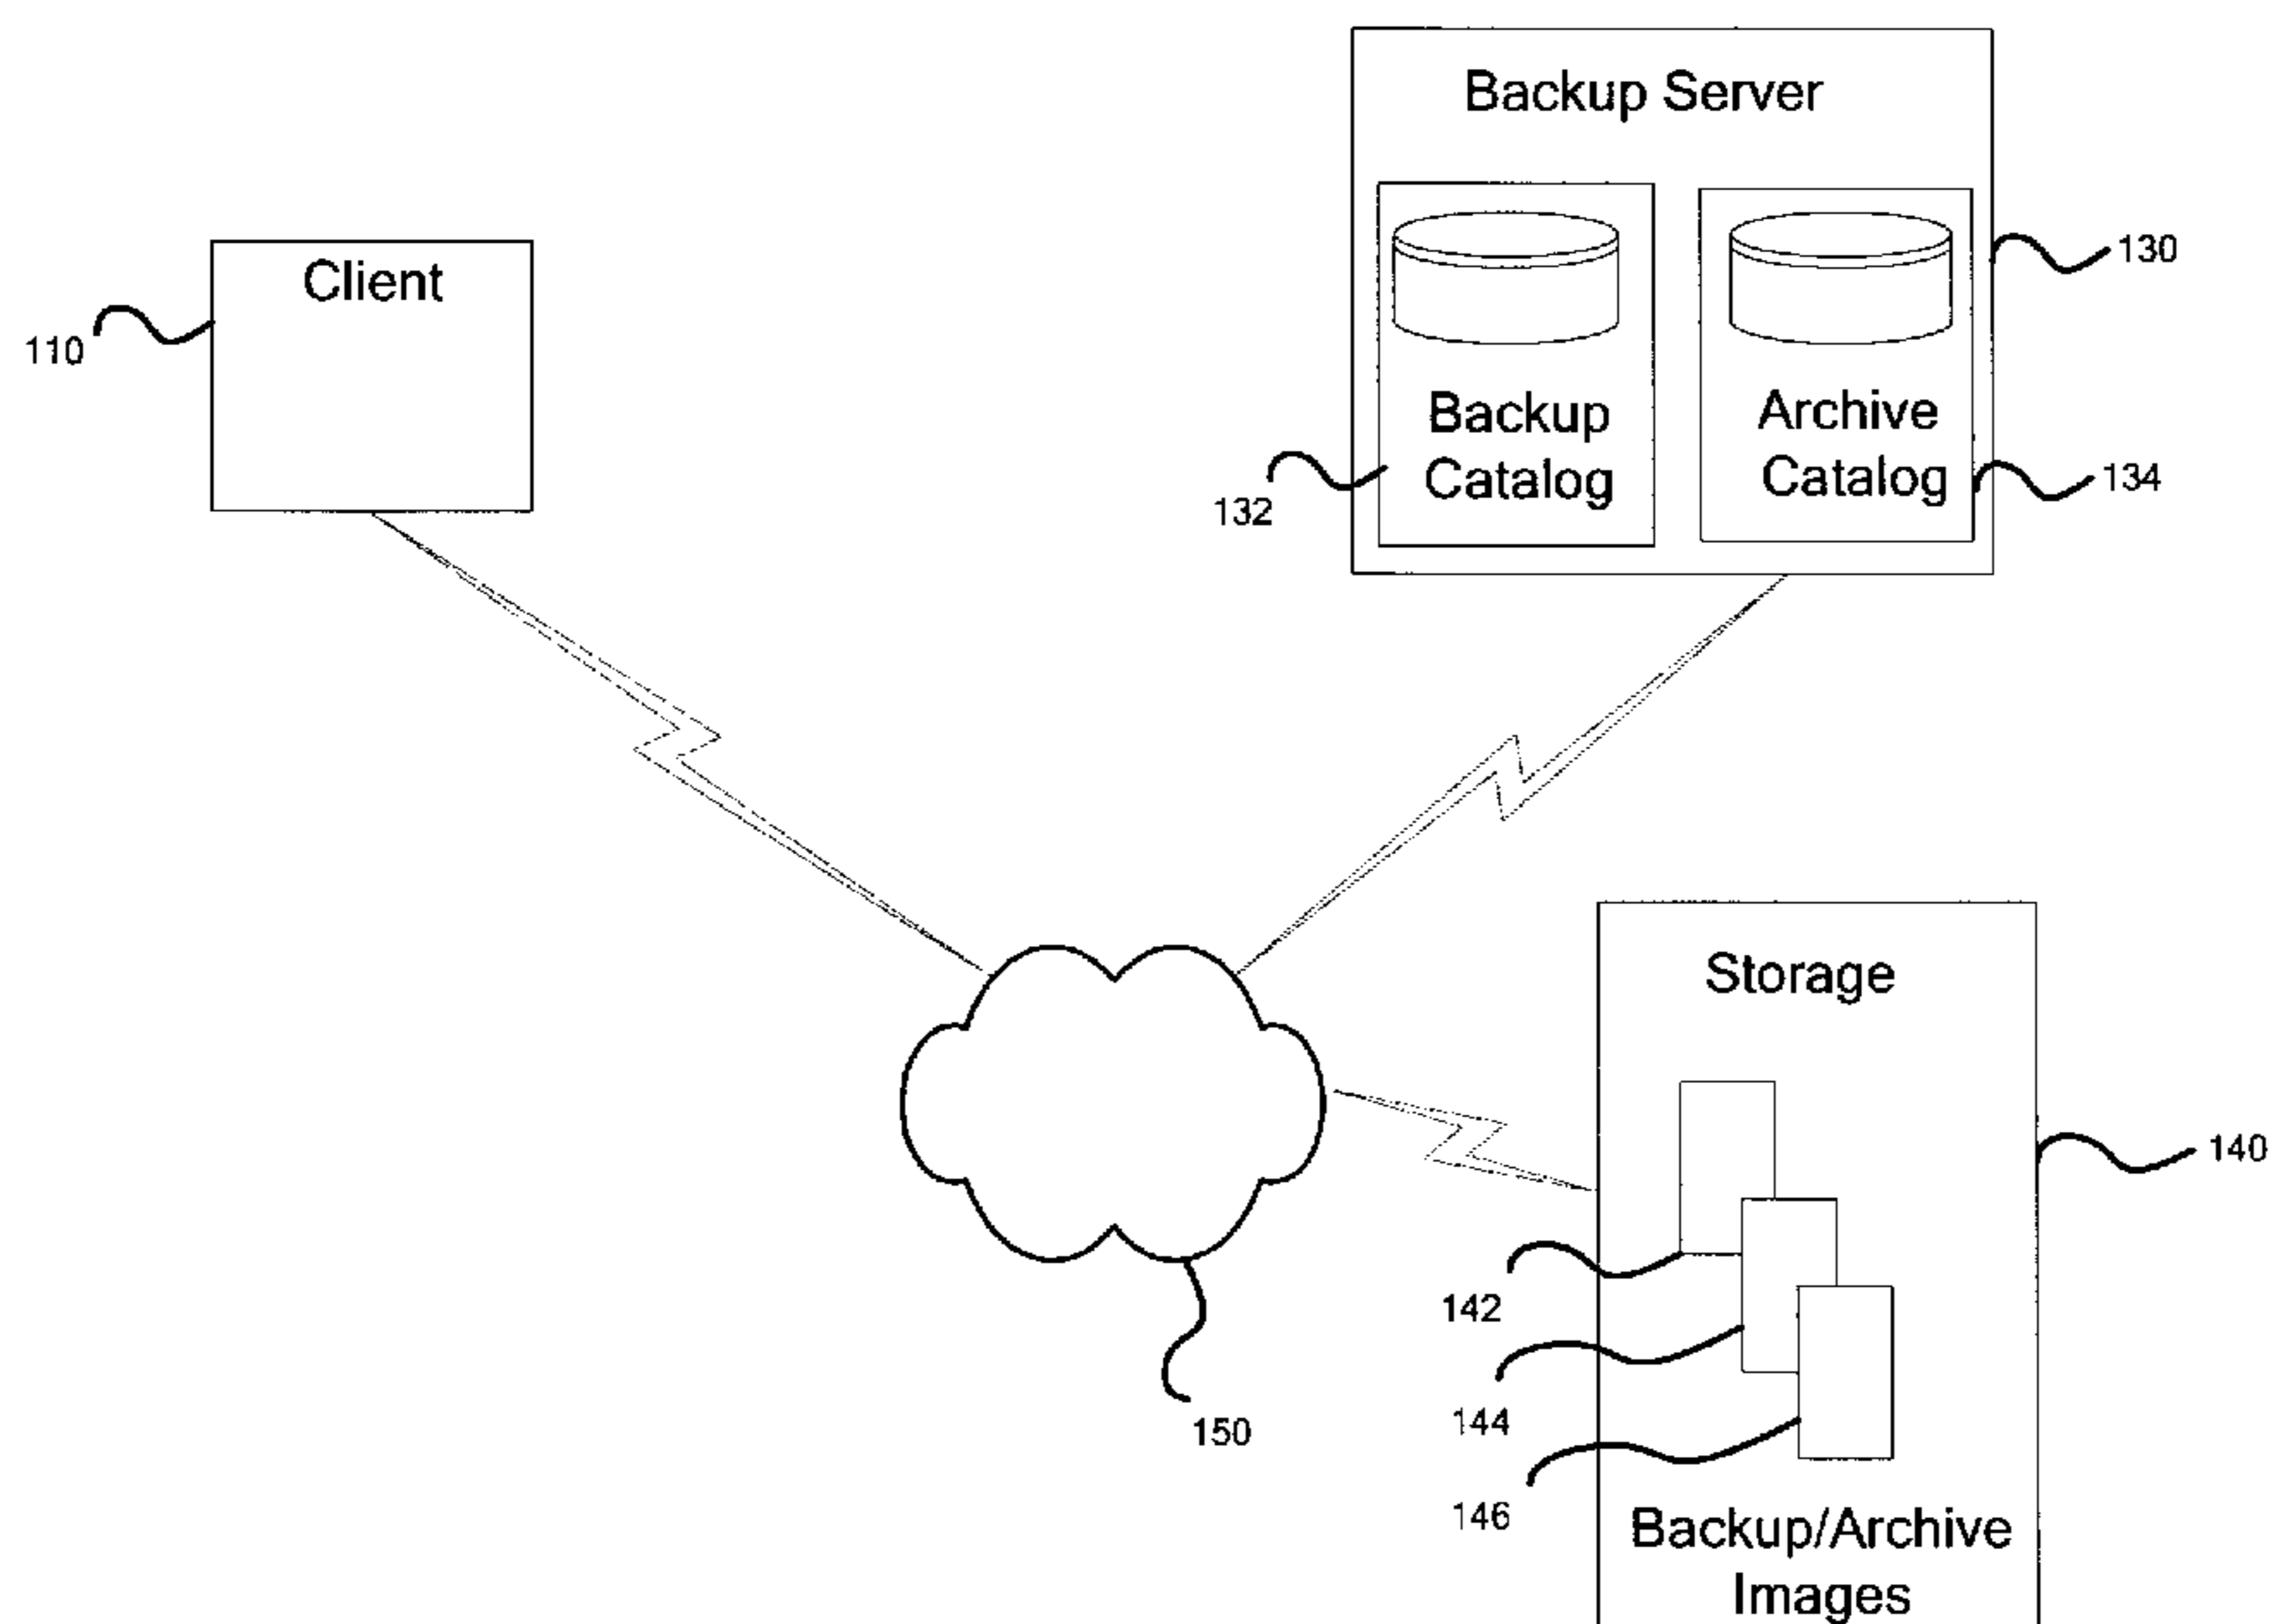 Backup Server
Client
130
110
Backup
Catalog
Archive
Catalog
132
134
Storage
140
142
144
146
150
Backup/Archive
Images